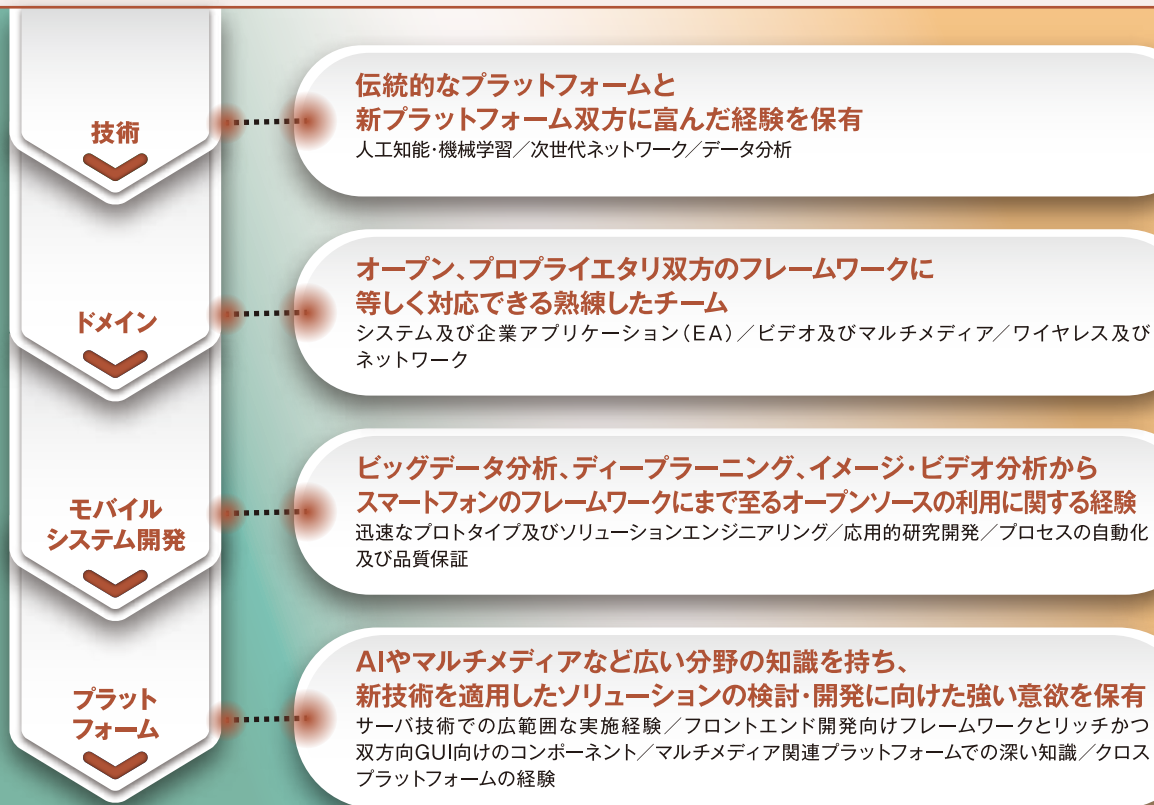 技術
伝統的なプラットフォームと
新プラットフォーム双方に富んだ経験を保有
人工知能・機械学習／次世代ネットワーク／データ分析
ドメイン
オープン、プロプライエタリ双方のフレームワークに
等しく対応できる熟練したチーム
システム及び企業アプリケーション（EA）／ビデオ及びマルチメディア／ワイヤレス及び
ネットワーク
モバイル
システム開発
ビッグデータ分析、ディープラーニング、イメージ・ビデオ分析から
スマートフォンのフレームワークにまで至るオープンソースの利用に関する経験
迅速なプロトタイプ及びソリューションエンジニアリング／応用的研究開発／プロセスの自動化
及び品質保証
プラット
フォーム
AIやマルチメディアなど広い分野の知識を持ち、
新技術を適用したソリューションの検討・開発に向けた強い意欲を保有
サーバ技術での広範囲な実施経験／フロントエンド開発向けフレームワークとリッチかつ
双方向GUI向けのコンポーネント／マルチメディア関連プラットフォームでの深い知識／クロス
プラットフォームの経験